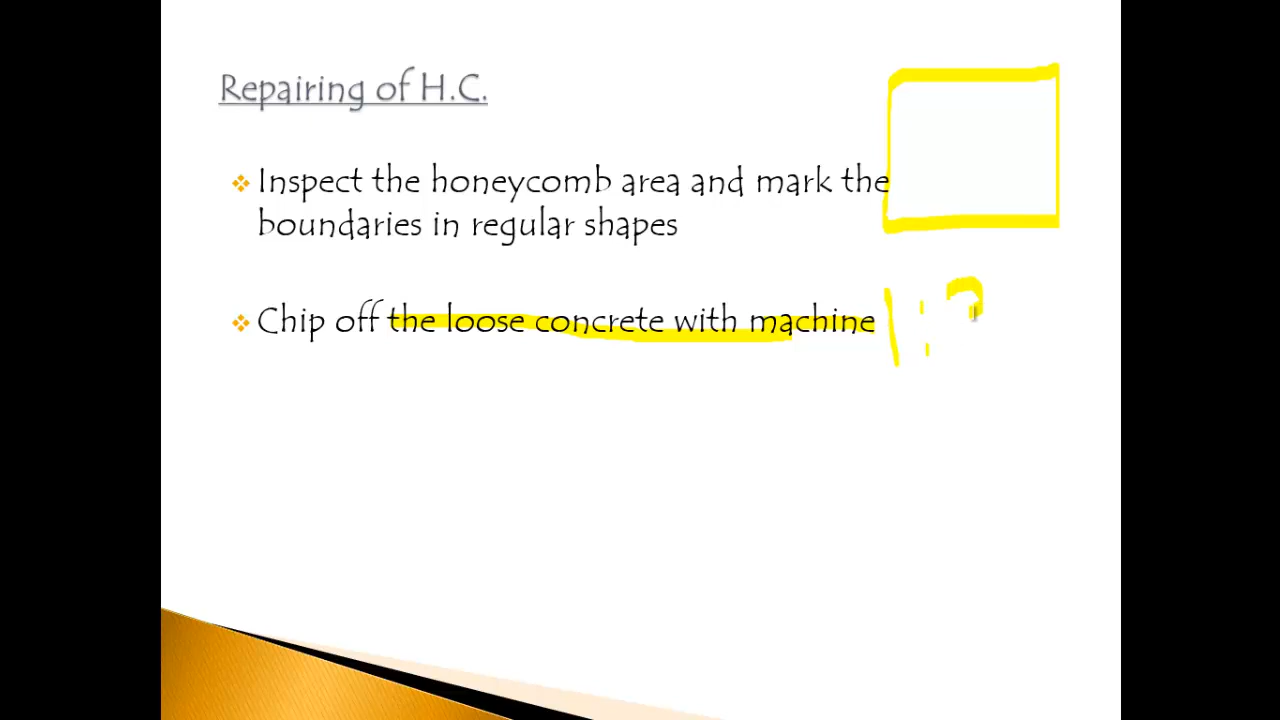 Repairing of H.C.
Inspect the honeycomb area and mark the
boundaries in regular shapes
Chip off the loose concrete with machine